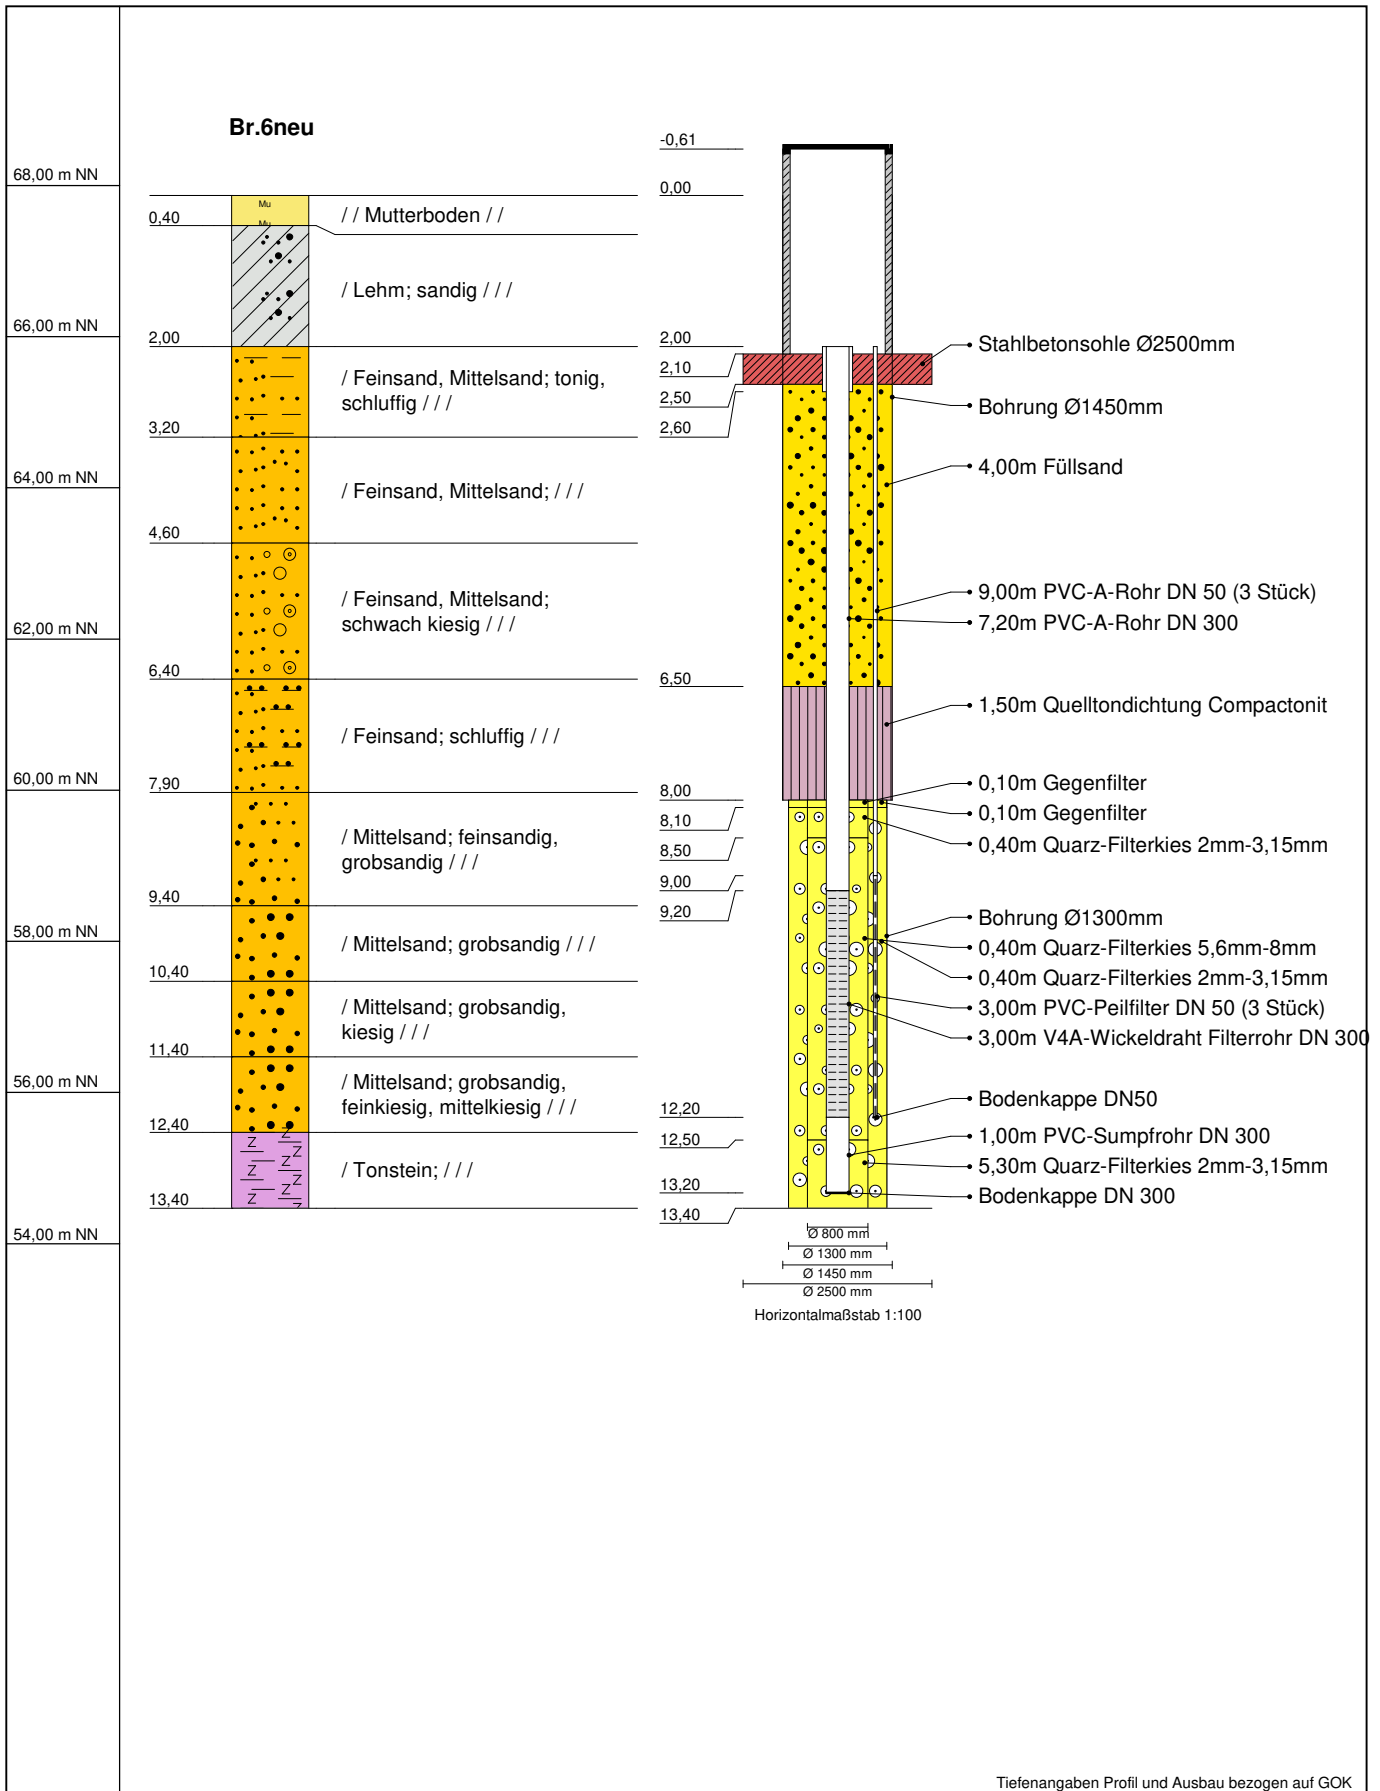 Br.6neu
68,00 m NN
66,00 m NN
64,00 m NN
62,00 m NN
60,00 m NN
58,00 m NN
56,00 m NN
54,00 m NN
0,40
2,00
3,20
4,60
6,40
7,90
9,40
10,40
11,40
12,40
13,40
Mu
Mu
/ / Mutterboden / /
/ Lehm; sandig / / /
/ Feinsand, Mittelsand; tonig,
schluffig / / /
/ Feinsand, Mittelsand; / / /
/ Feinsand, Mittelsand;
schwach kiesig / / /
/ Feinsand; schluffig / / /
/ Mittelsand; feinsandig,
grobsandig / / /
/ Mittelsand; grobsandig / / /
/ Mittelsand; grobsandig,
kiesig / / /
/ Mittelsand; grobsandig,
feinkiesig, mittelkiesig / / /
/ Tonstein; / / /
Z
Z
Z
Z
Z
Z
Z
Z
-0,61
0,00
2,00
2,10
2,50
2,60
6,50
8,00
8,10
8,50
9,00
9,20
12,20
12,50
13,20
13,40
Stahlbetonsohle Ø2500mm
Bohrung Ø1450mm
4,00m Füllsand
9,00m PVC-A-Rohr DN 50 (3 Stück)
7,20m PVC-A-Rohr DN 300
1,50m Quelltondichtung Compactonit
0,10m Gegenfilter
0,10m Gegenfilter
0,40m Quarz-Filterkies 2mm-3,15mm
Bohrung Ø1300mm
0,40m Quarz-Filterkies 5,6mm-8mm
0,40m Quarz-Filterkies 2mm-3,15mm
3,00m PVC-Peilfilter DN 50 (3 Stück)
3,00m V4A-Wickeldraht Filterrohr DN 300
Bodenkappe DN50
1,00m PVC-Sumpfrohr DN 300
5,30m Quarz-Filterkies 2mm-3,15mm
Bodenkappe DN 300
Ø 800 mm
Ø 1300 mm
Ø 1450 mm
Ø 2500 mm
Horizontalmaßstab 1:100
Tiefenangaben Profil und Ausbau bezogen auf GOK